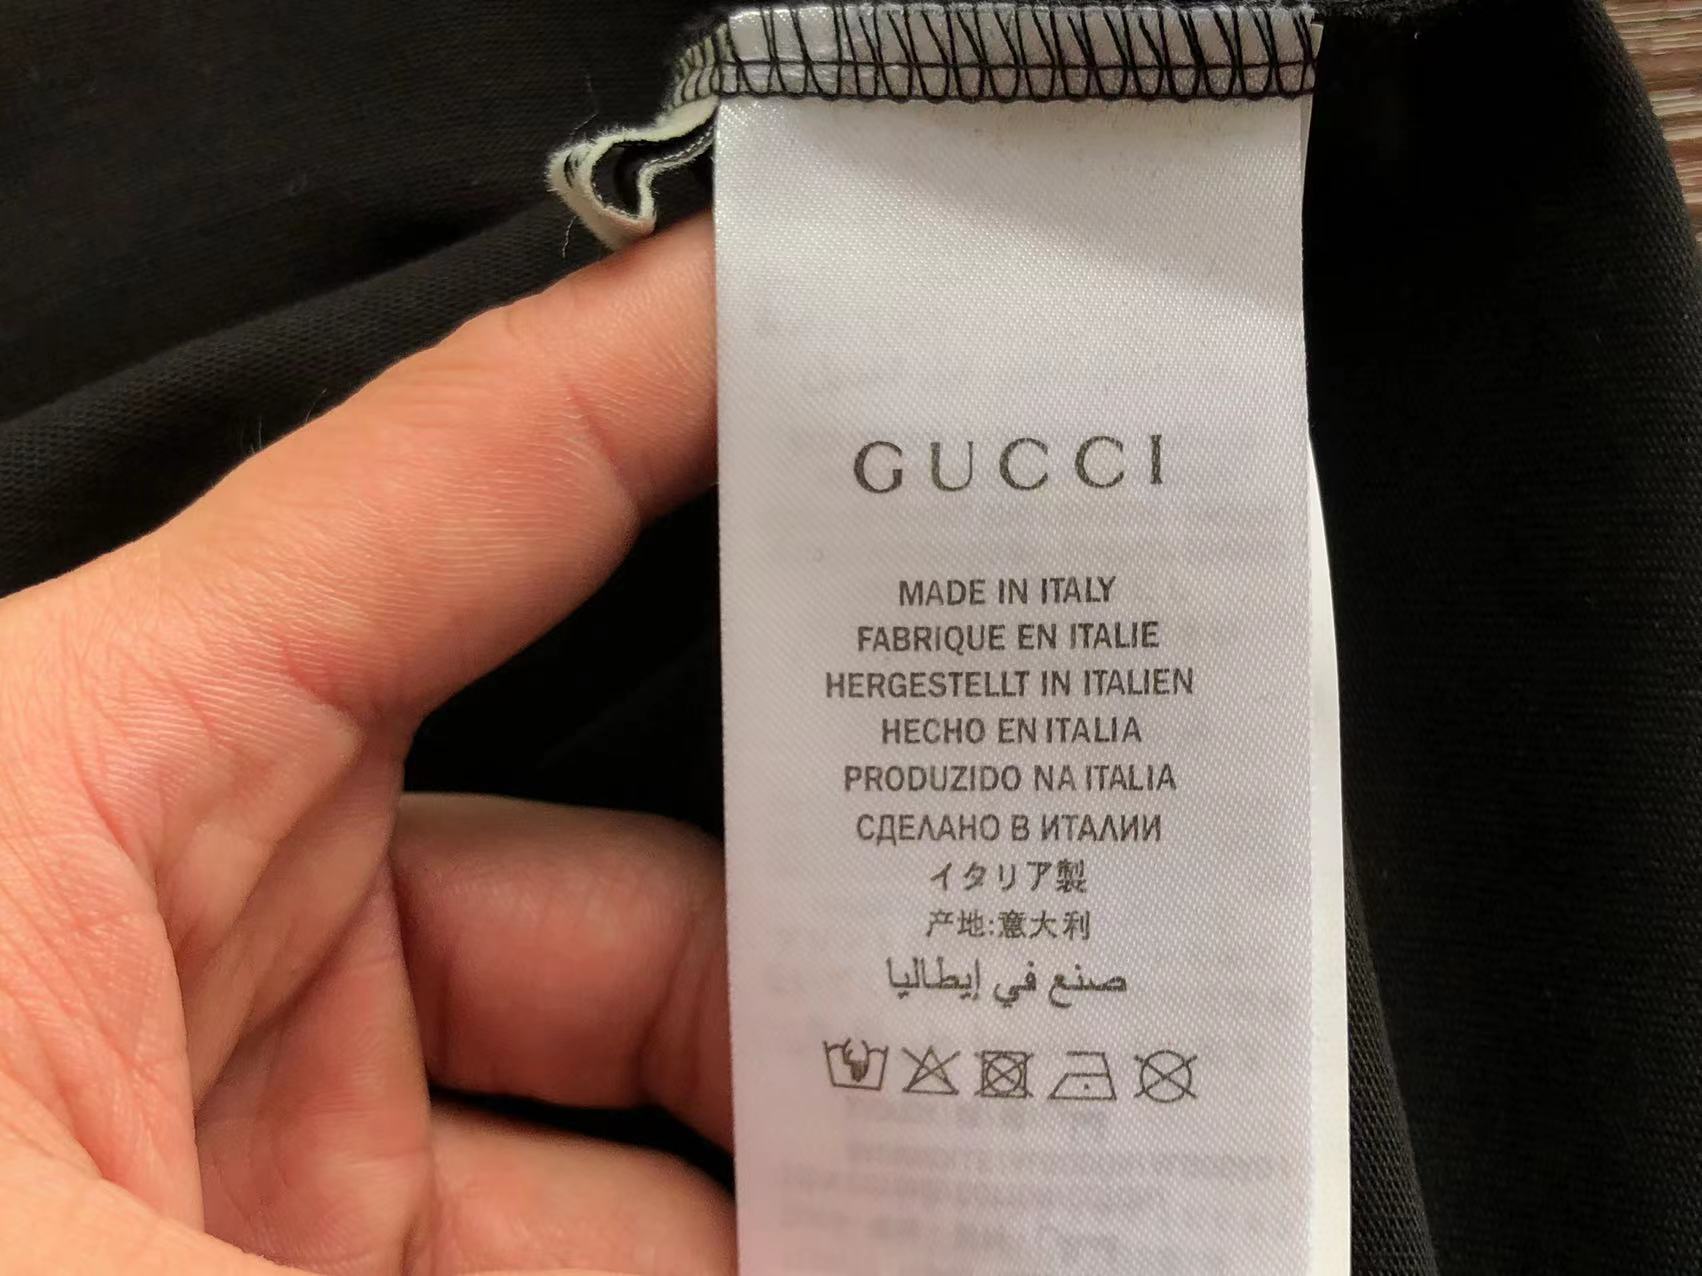 GUCCI
MADE IN ITALY
FABRIQUE EN ITALIE
HERGESTELLT IN ITALIEN
HECHO EN ITALIA
PRODUZIDO NA ITALIA
СДЕЛАНО В ИТАЛИИ
イタリア製
产地:意大利
صنع في إيطاليا